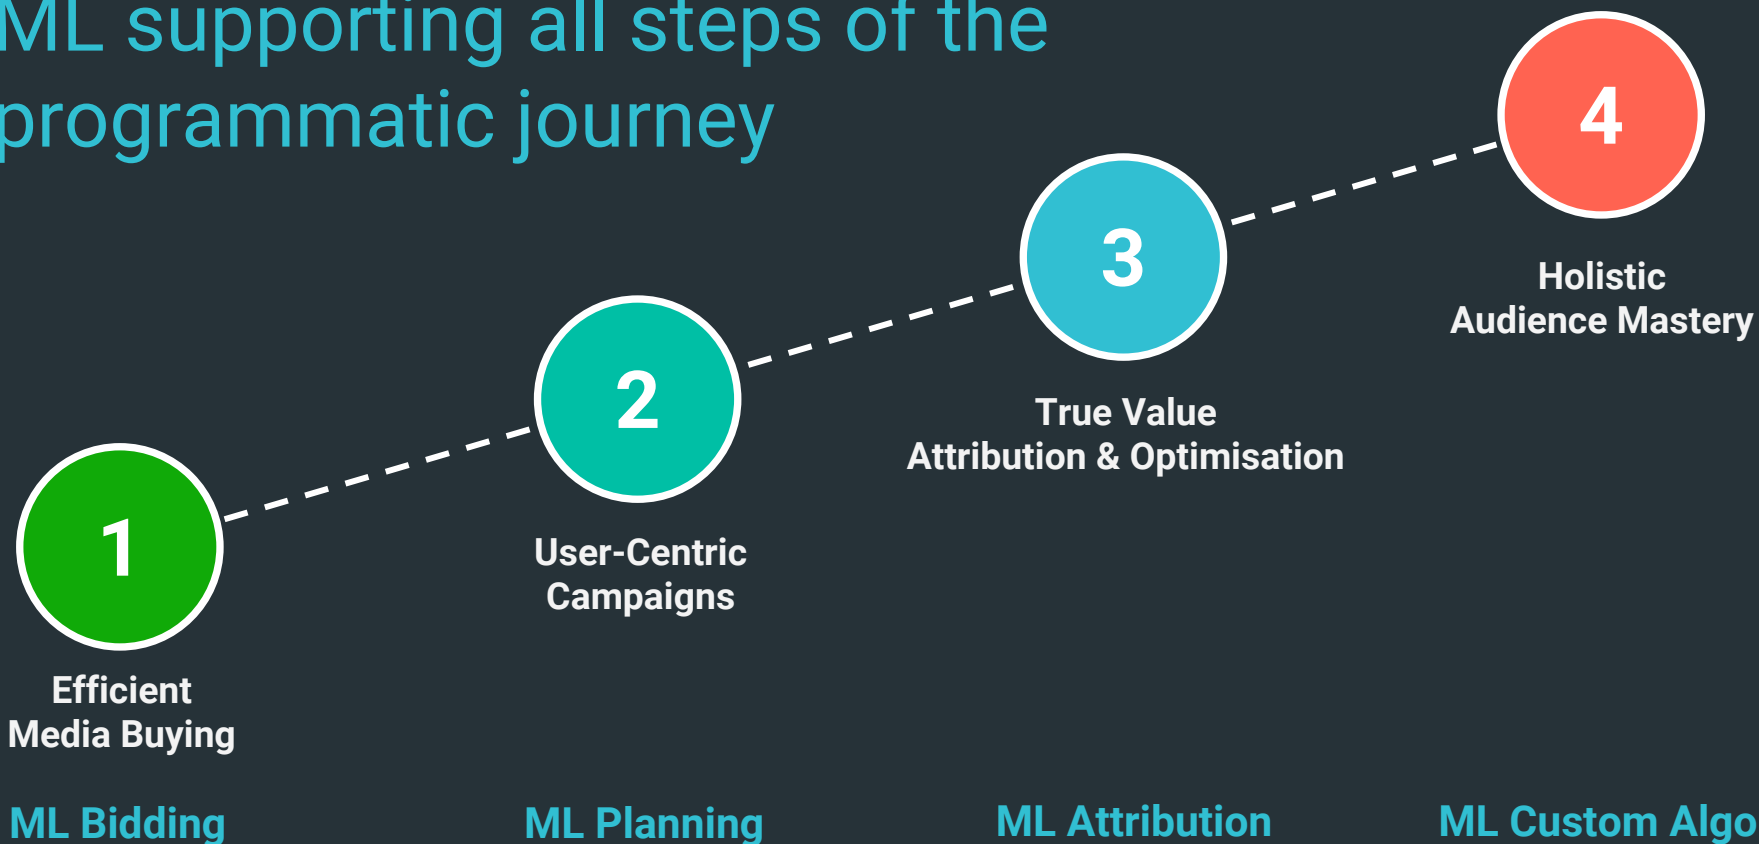 ML supporting all steps of the
programmatic journey
4
Holistic
Audience Mastery
3
True Value
Attribution & Optimisation
2
User-Centric
Campaigns
1
Efficient
Media Buying
ML Bidding
ML Planning
ML Attribution
ML Custom Algo